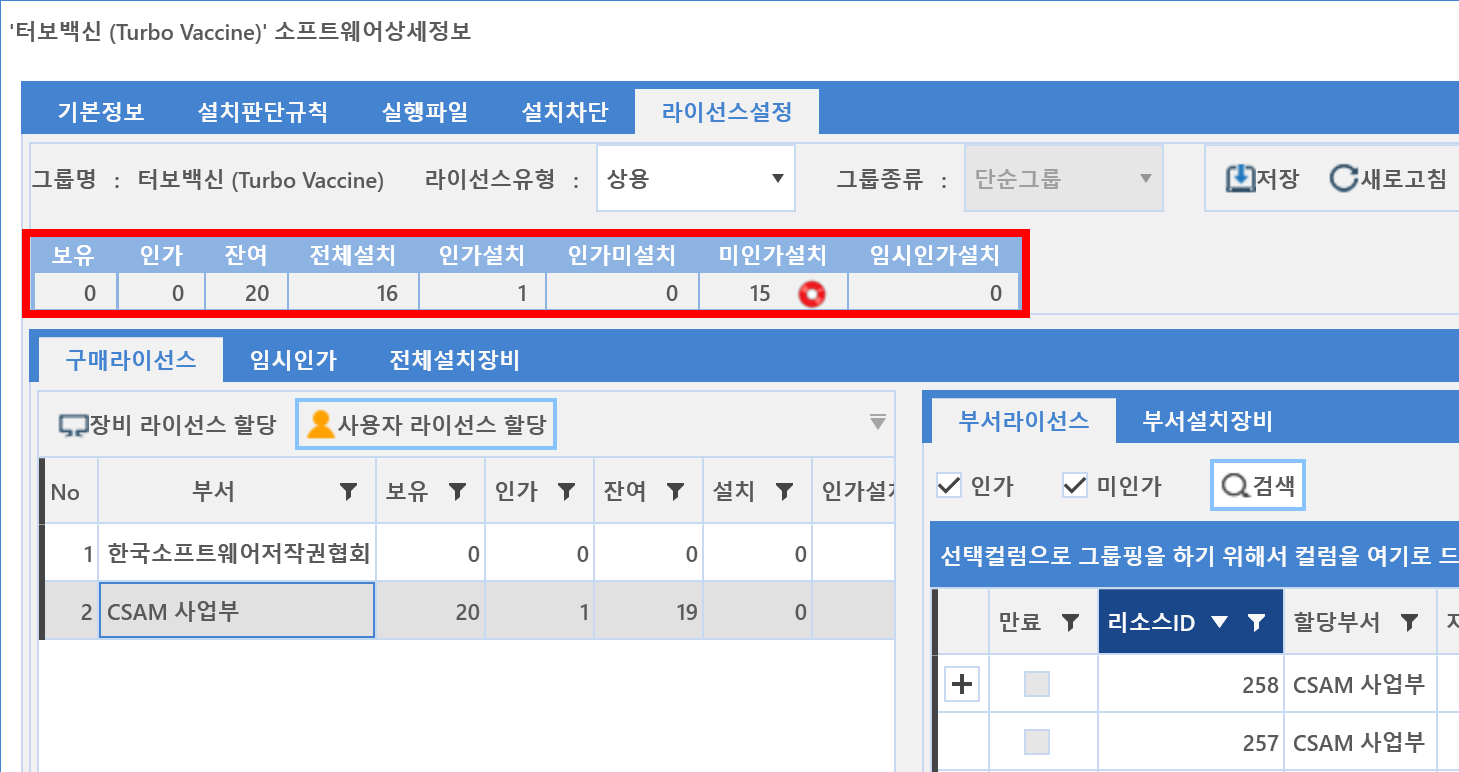 '터보백신 (Turbo Vaccine)' 소프트웨어상세정보
기본정보 설치판단규칙 실행파일 설치차단 라이선스설정
그룹명 : 터보백신 (Turbo Vaccine) 라이선스유형 : 상용 그룹종류 : 단순그룹 저장 새로고침
보유 인가 잔여 전체설치 인가설치 인가미설치 미인가설치 임시인가설치
0 0 20 16 1 0 15 0
구매라이선스 임시인가 전체설치장비
장비 라이선스 할당 사용자 라이선스 할당
No 부서 보유 인가 잔여 설치 인가설치
1 한국소프트웨어저작권협회 0 0 0 0
2 CSAM 사업부 20 1 19 0
부서라이선스 부서설치장비
인가 미인가 검색
선택컬럼으로 그룹핑을 하기 위해서 컬럼을 여기로 드
만료 리소스ID 할당부서
258 CSAM 사업부
257 CSAM 사업부